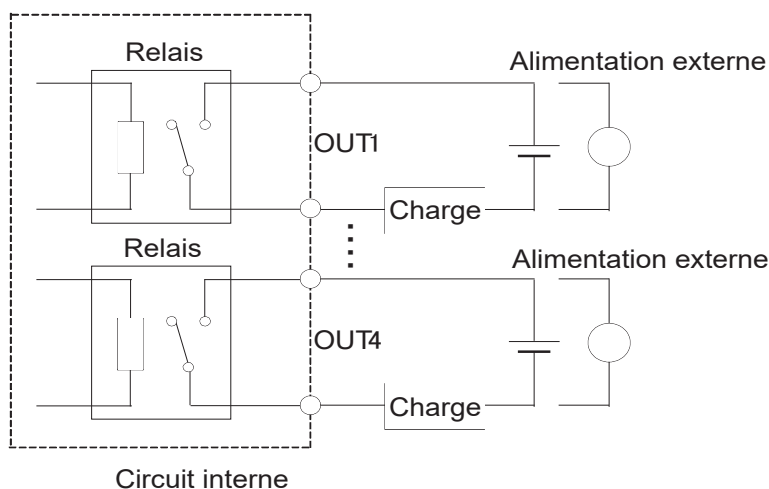 Relais
Alimentation externe
OUT1
Charge
Relais
Alimentation externe
OUT4
Charge
Circuit interne